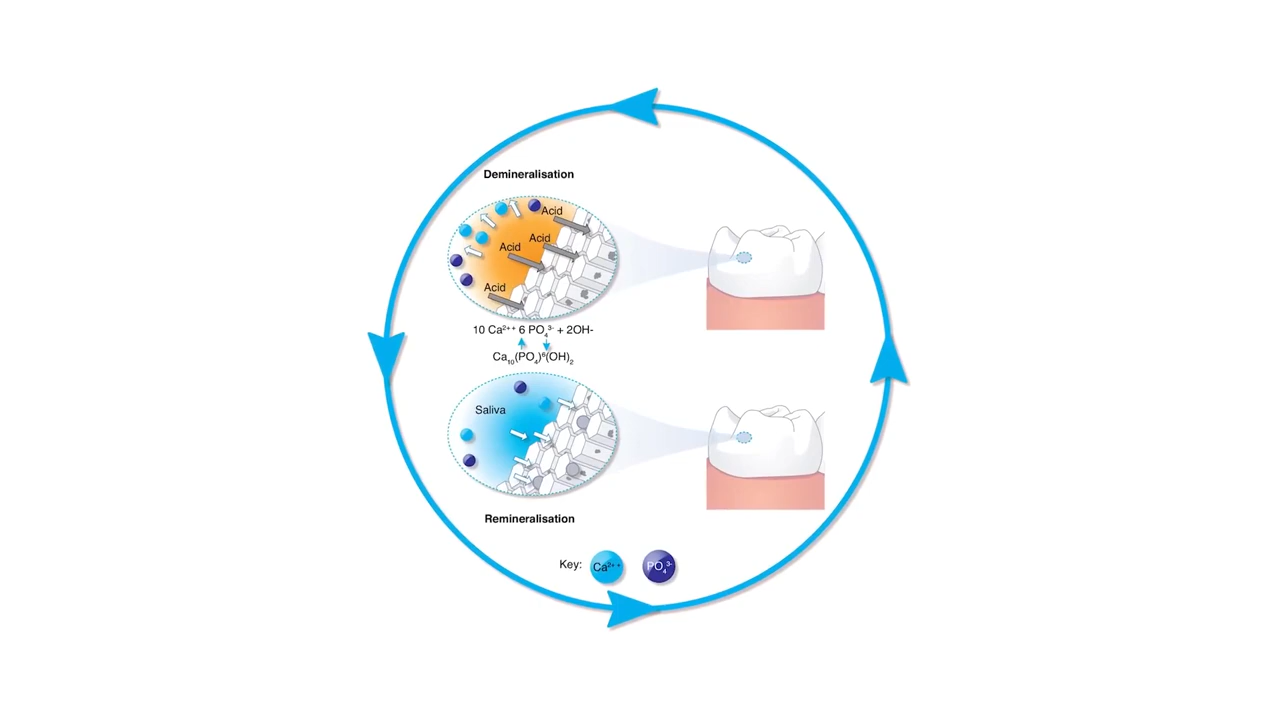 Demineralisation
Acid
Acid
Acid
Acid
10 Ca²⁺⁺ 6 PO₄³⁻ + 2OH-
Ca₁₀(PO₄)⁶(OH)₂
Saliva
Remineralisation
Key: Ca²⁺⁺ PO₄³⁻